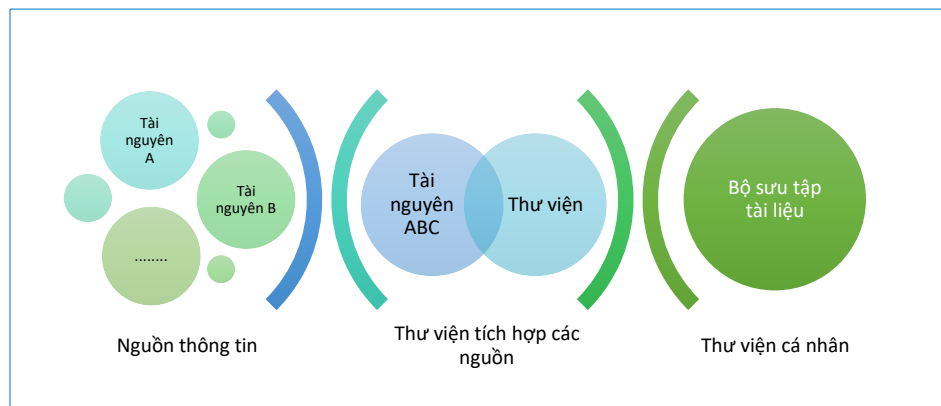 Tài
nguyên
A
Tài
nguyên B
........
Nguồn thông tin
Tài
nguyên
ABC
Thư viện
Thư viện tích hợp các
nguồn
Bộ sưu tập
tài liệu
Thư viện cá nhân